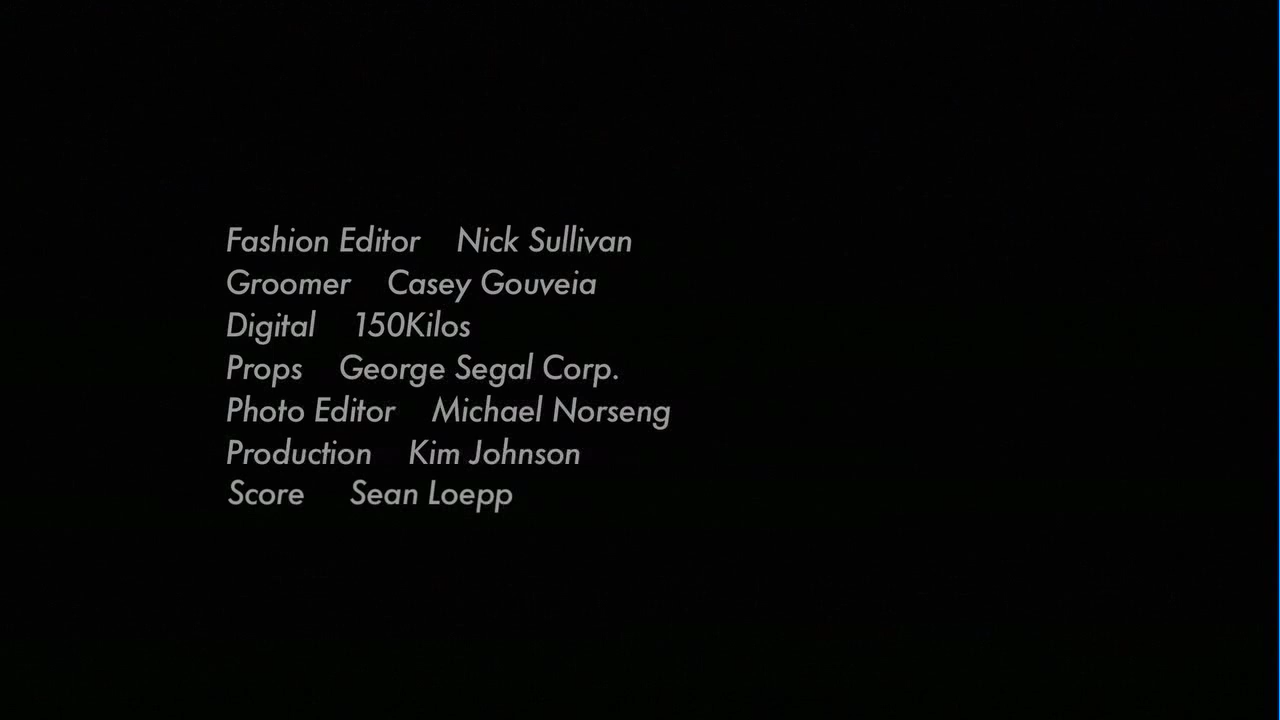 Fashion Editor Nick Sullivan
Groomer Casey Gouveia
Digital 150Kilos
Props George Segal Corp.
Photo Editor Michael Norseng
Production Kim Johnson
Score Sean Loepp